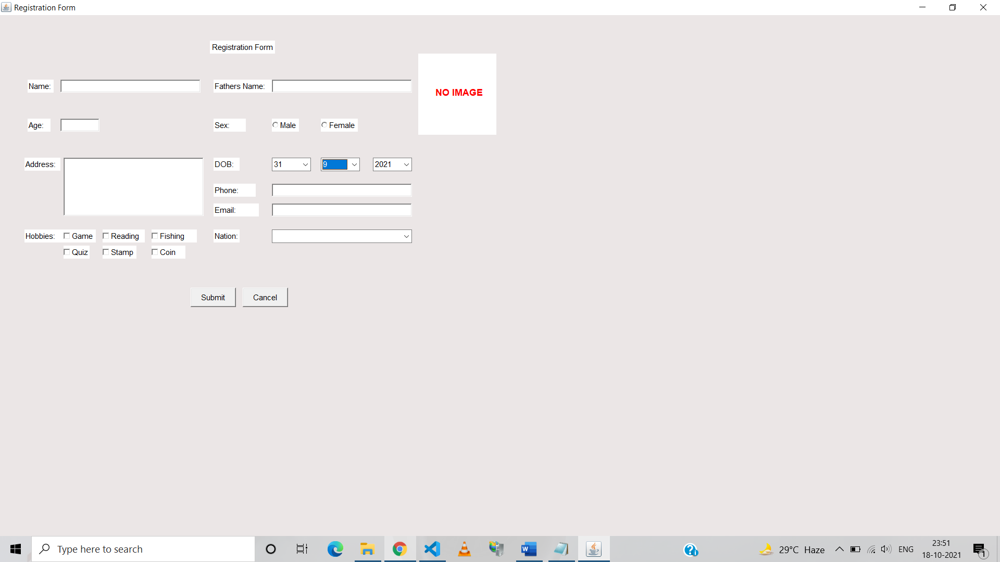 Registration Form
Registration Form
NO IMAGE
Name:
Fathers Name:
Age:
Sex:
Male
Female
Address:
DOB:
31
9
2021
Phone:
Email:
Hobbies:
Game
Reading
Fishing
Nation:
Quiz
Stamp
Coin
Submit
Cancel
Type here to search
29°C Haze
ENG
23:51
18-10-2021
1